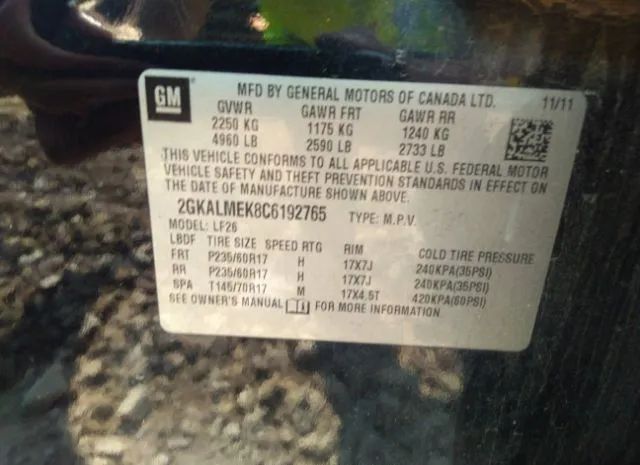 GM
MFD BY GENERAL MOTORS OF CANADA LTD. 11/11
GVWR GAWR FRT GAWR RR
2250 KG 1175 KG 1240 KG
4960 LB 2590 LB 2733 LB
THIS VEHICLE CONFORMS TO ALL APPLICABLE U.S. FEDERAL MOTOR
VEHICLE SAFETY AND THEFT PREVENTION STANDARDS IN EFFECT ON
THE DATE OF MANUFACTURE SHOWN ABOVE.
2GKALMEK8C6192765 TYPE: M.P.V.
MODEL: LF26
LBDF TIRE SIZE SPEED RTG RIM COLD TIRE PRESSURE
FRT P235/60R17 H 17X7J 240KPA(35PSI)
RR P235/60R17 H 17X7J 240KPA(35PSI)
SPA T145/70R17 M 17X4.5T 420KPA(60PSI)
SEE OWNER'S MANUAL FOR MORE INFORMATION